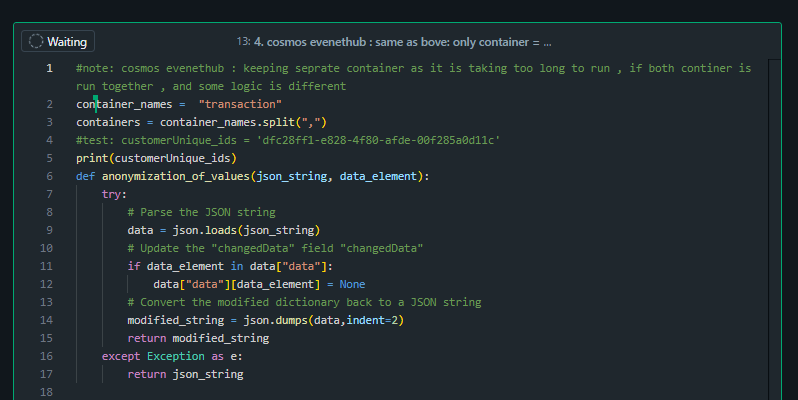 Waiting
13: 4. cosmos evenethub : same as bove: only container = ...
1 #note: cosmos evenethub : keeping seprate container as it is taking too long to run , if both continer is
run together , and some logic is different
2 container_names =  "transaction"
3 containers = container_names.split(",")
4 #test: customerUnique_ids = 'dfc28ff1-e828-4f80-afde-00f285a0d11c'
5 print(customerUnique_ids)
6 def anonymization_of_values(json_string, data_element):
7     try:
8         # Parse the JSON string
9         data = json.loads(json_string)
10         # Update the "changedData" field "changedData"
11         if data_element in data["data"]:
12             data["data"][data_element] = None
13         # Convert the modified dictionary back to a JSON string
14         modified_string = json.dumps(data,indent=2)
15         return modified_string
16     except Exception as e:
17         return json_string
18